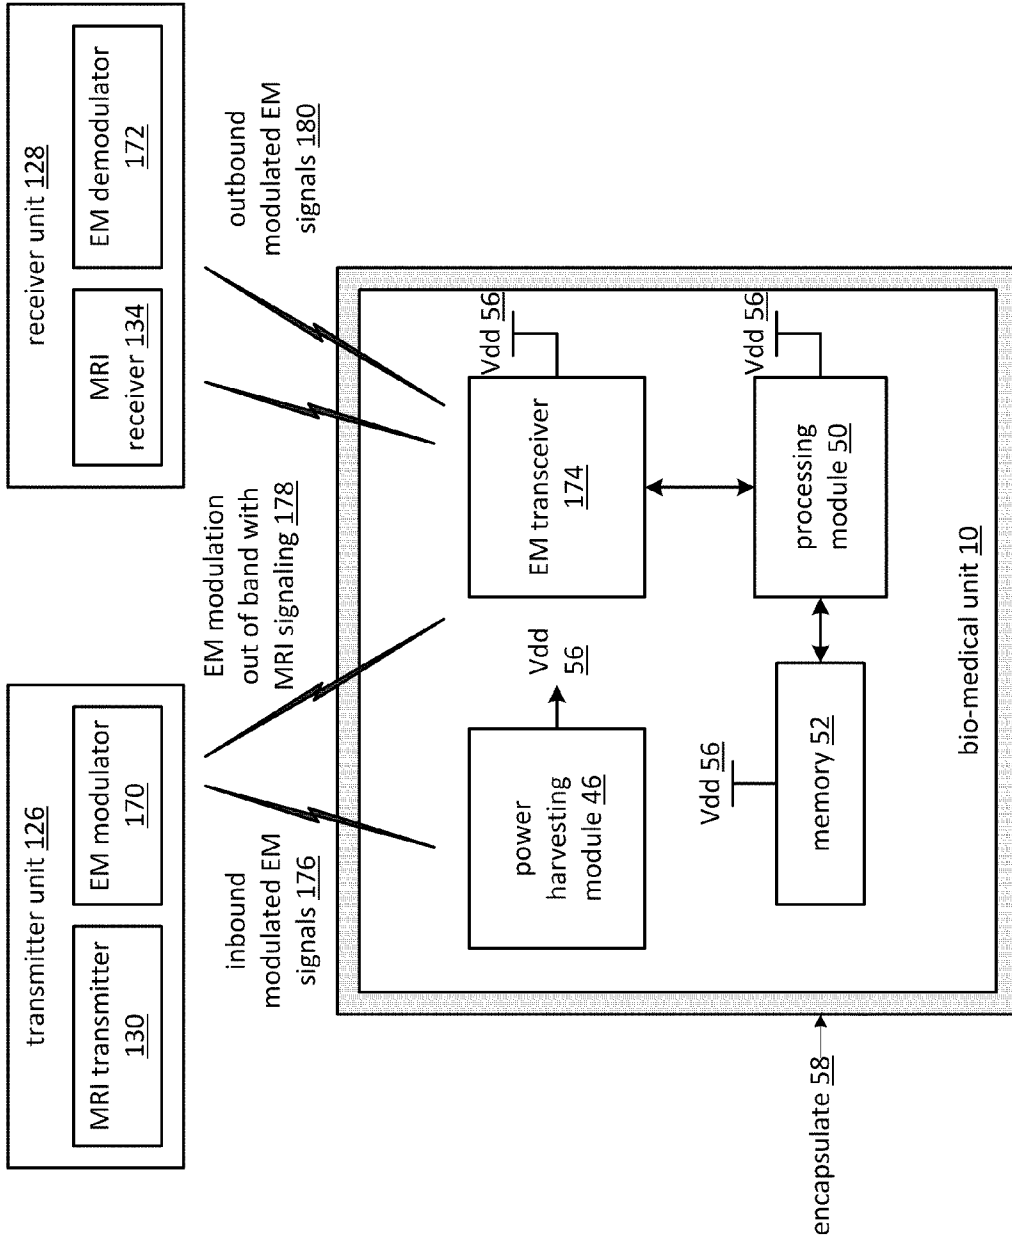 transmitter unit 126
MRI transmitter
130
EM modulator
170
receiver unit 128
MRI
receiver 134
EM demodulator
172
inbound
modulated EM
signals 176
EM modulation
out of band with
MRI signaling 178
outbound
modulated EM
signals 180
power
harvesting
module 46
Vdd
56
EM transceiver
174
Vdd 56
memory 52
Vdd 56
processing
module 50
Vdd 56
bio-medical unit 10
encapsulate 58